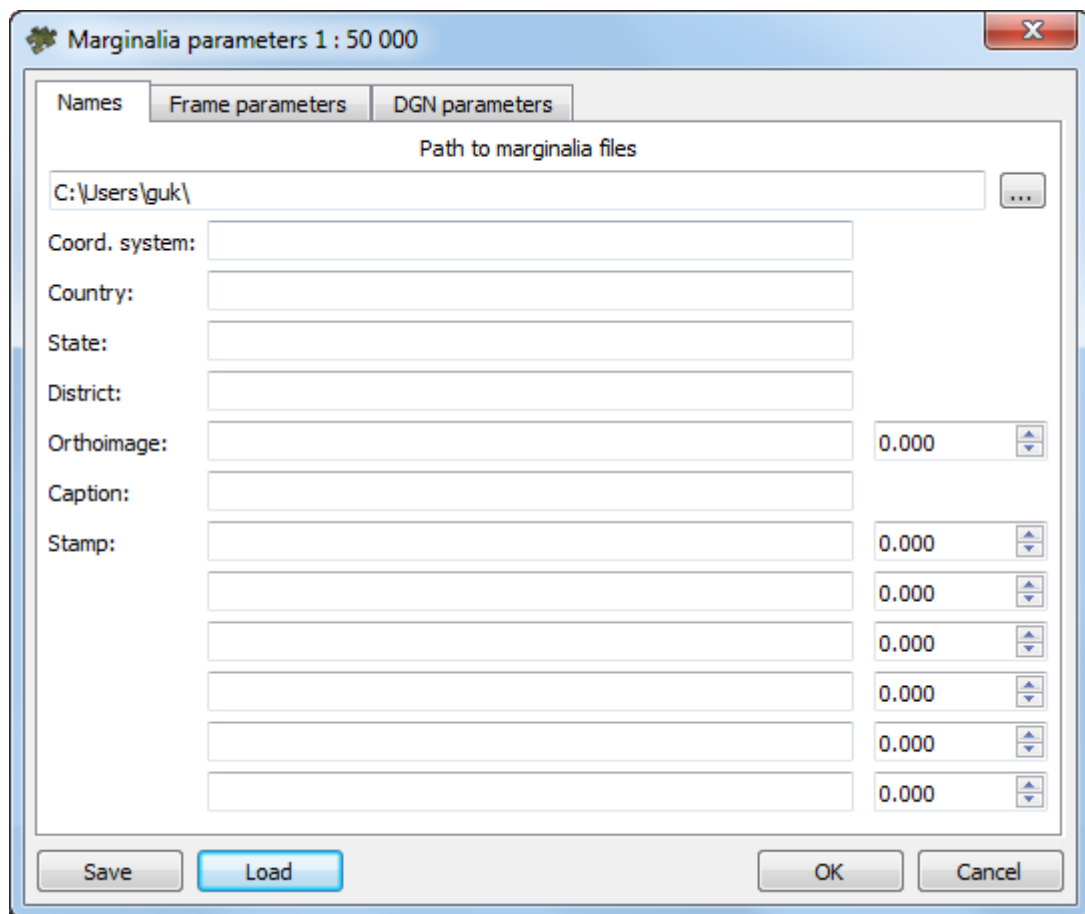 Marginalia parameters 1 : 50 000
Names Frame parameters DGN parameters
Path to marginalia files
C:\Users\guk\ ...
Coord. system:
Country:
State:
District:
Orthoimage: 0.000
Caption:
Stamp: 0.000
0.000
0.000
0.000
0.000
0.000
Save Load OK Cancel